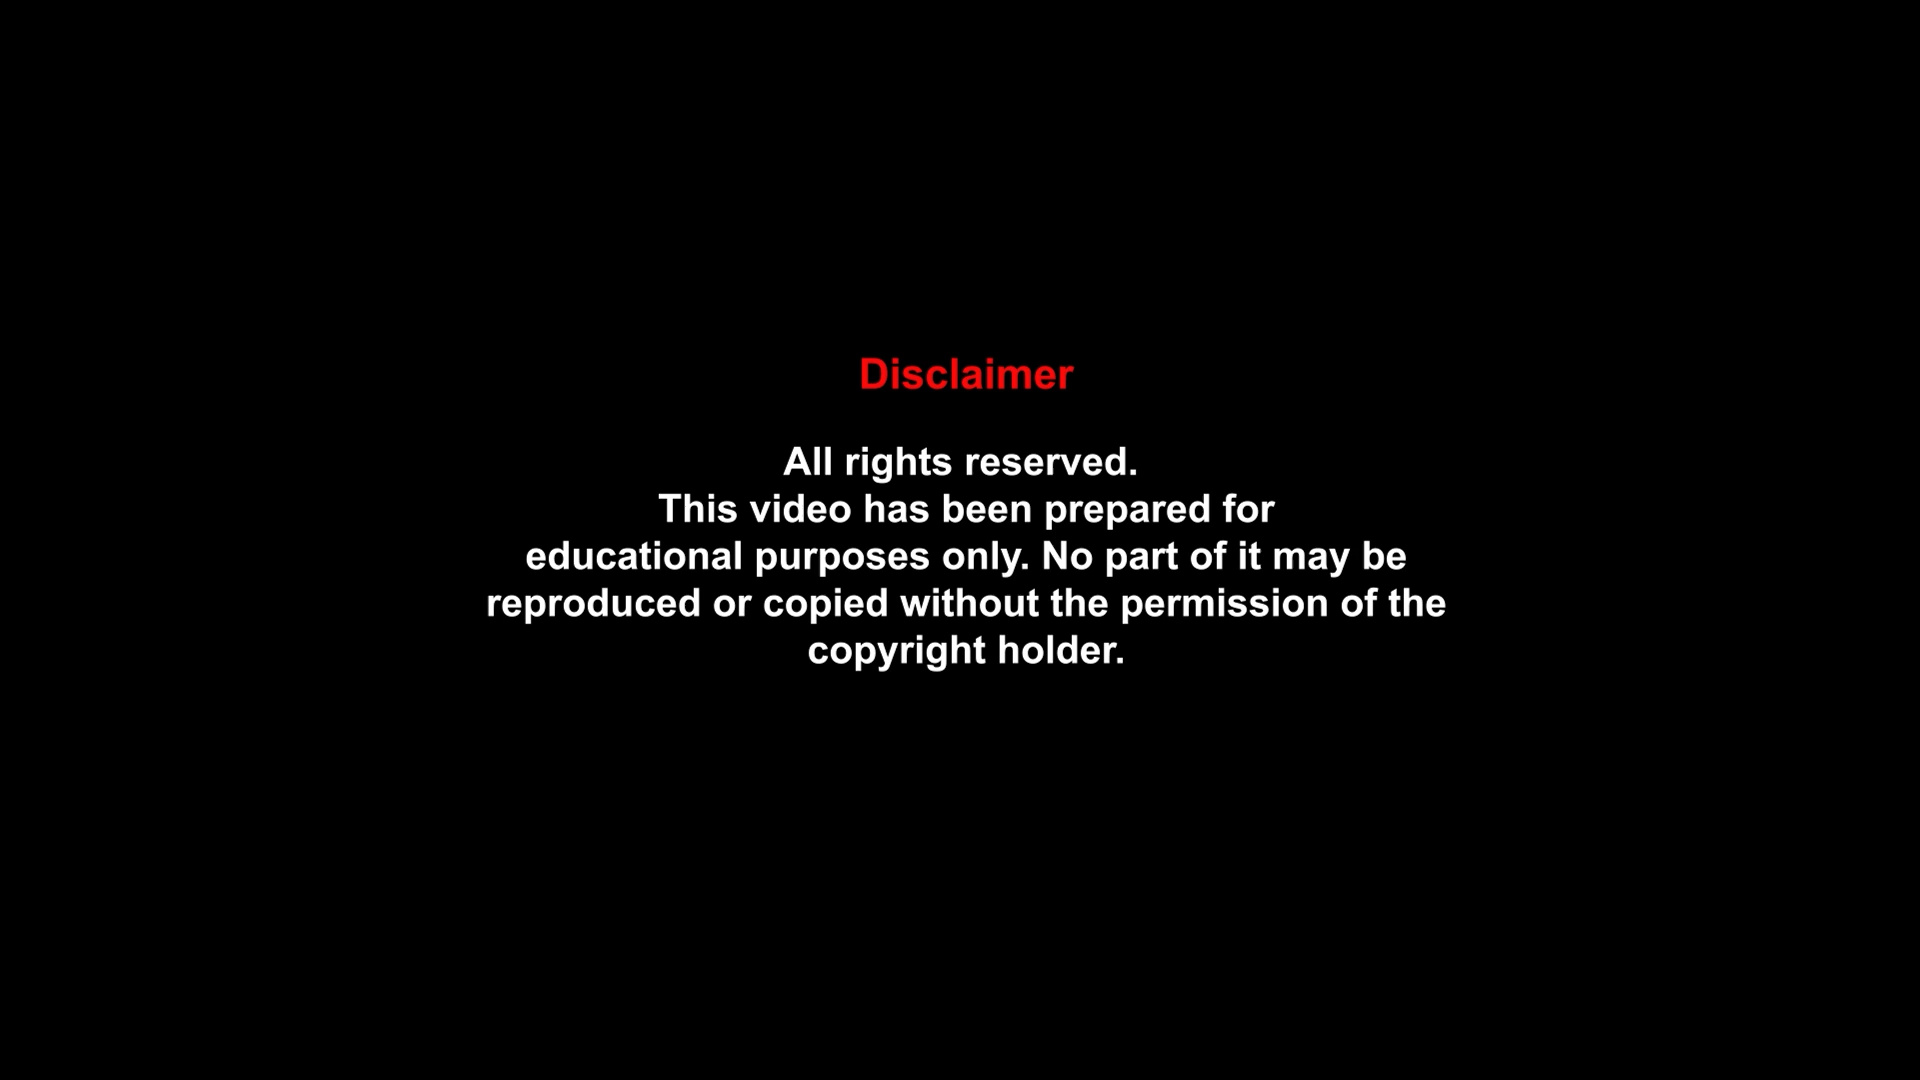 Disclaimer
All rights reserved.
This video has been prepared for
educational purposes only. No part of it may be
reproduced or copied without the permission of the
copyright holder.